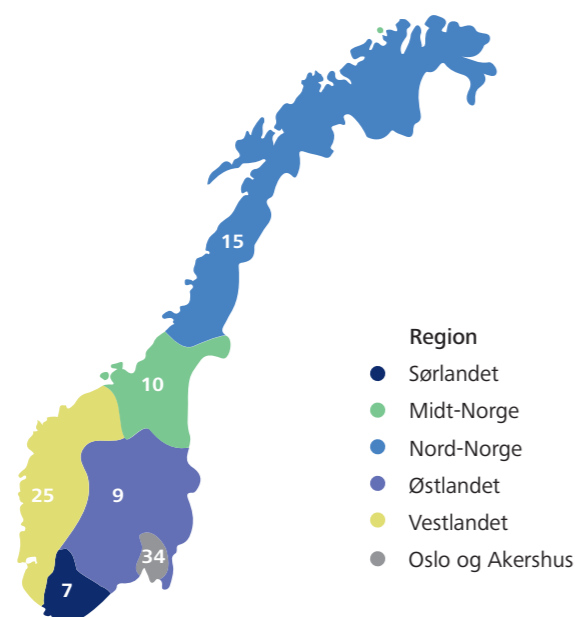 15
10
25
9
34
7
Region
Sørlandet
Midt-Norge
Nord-Norge
Østlandet
Vestlandet
Oslo og Akershus